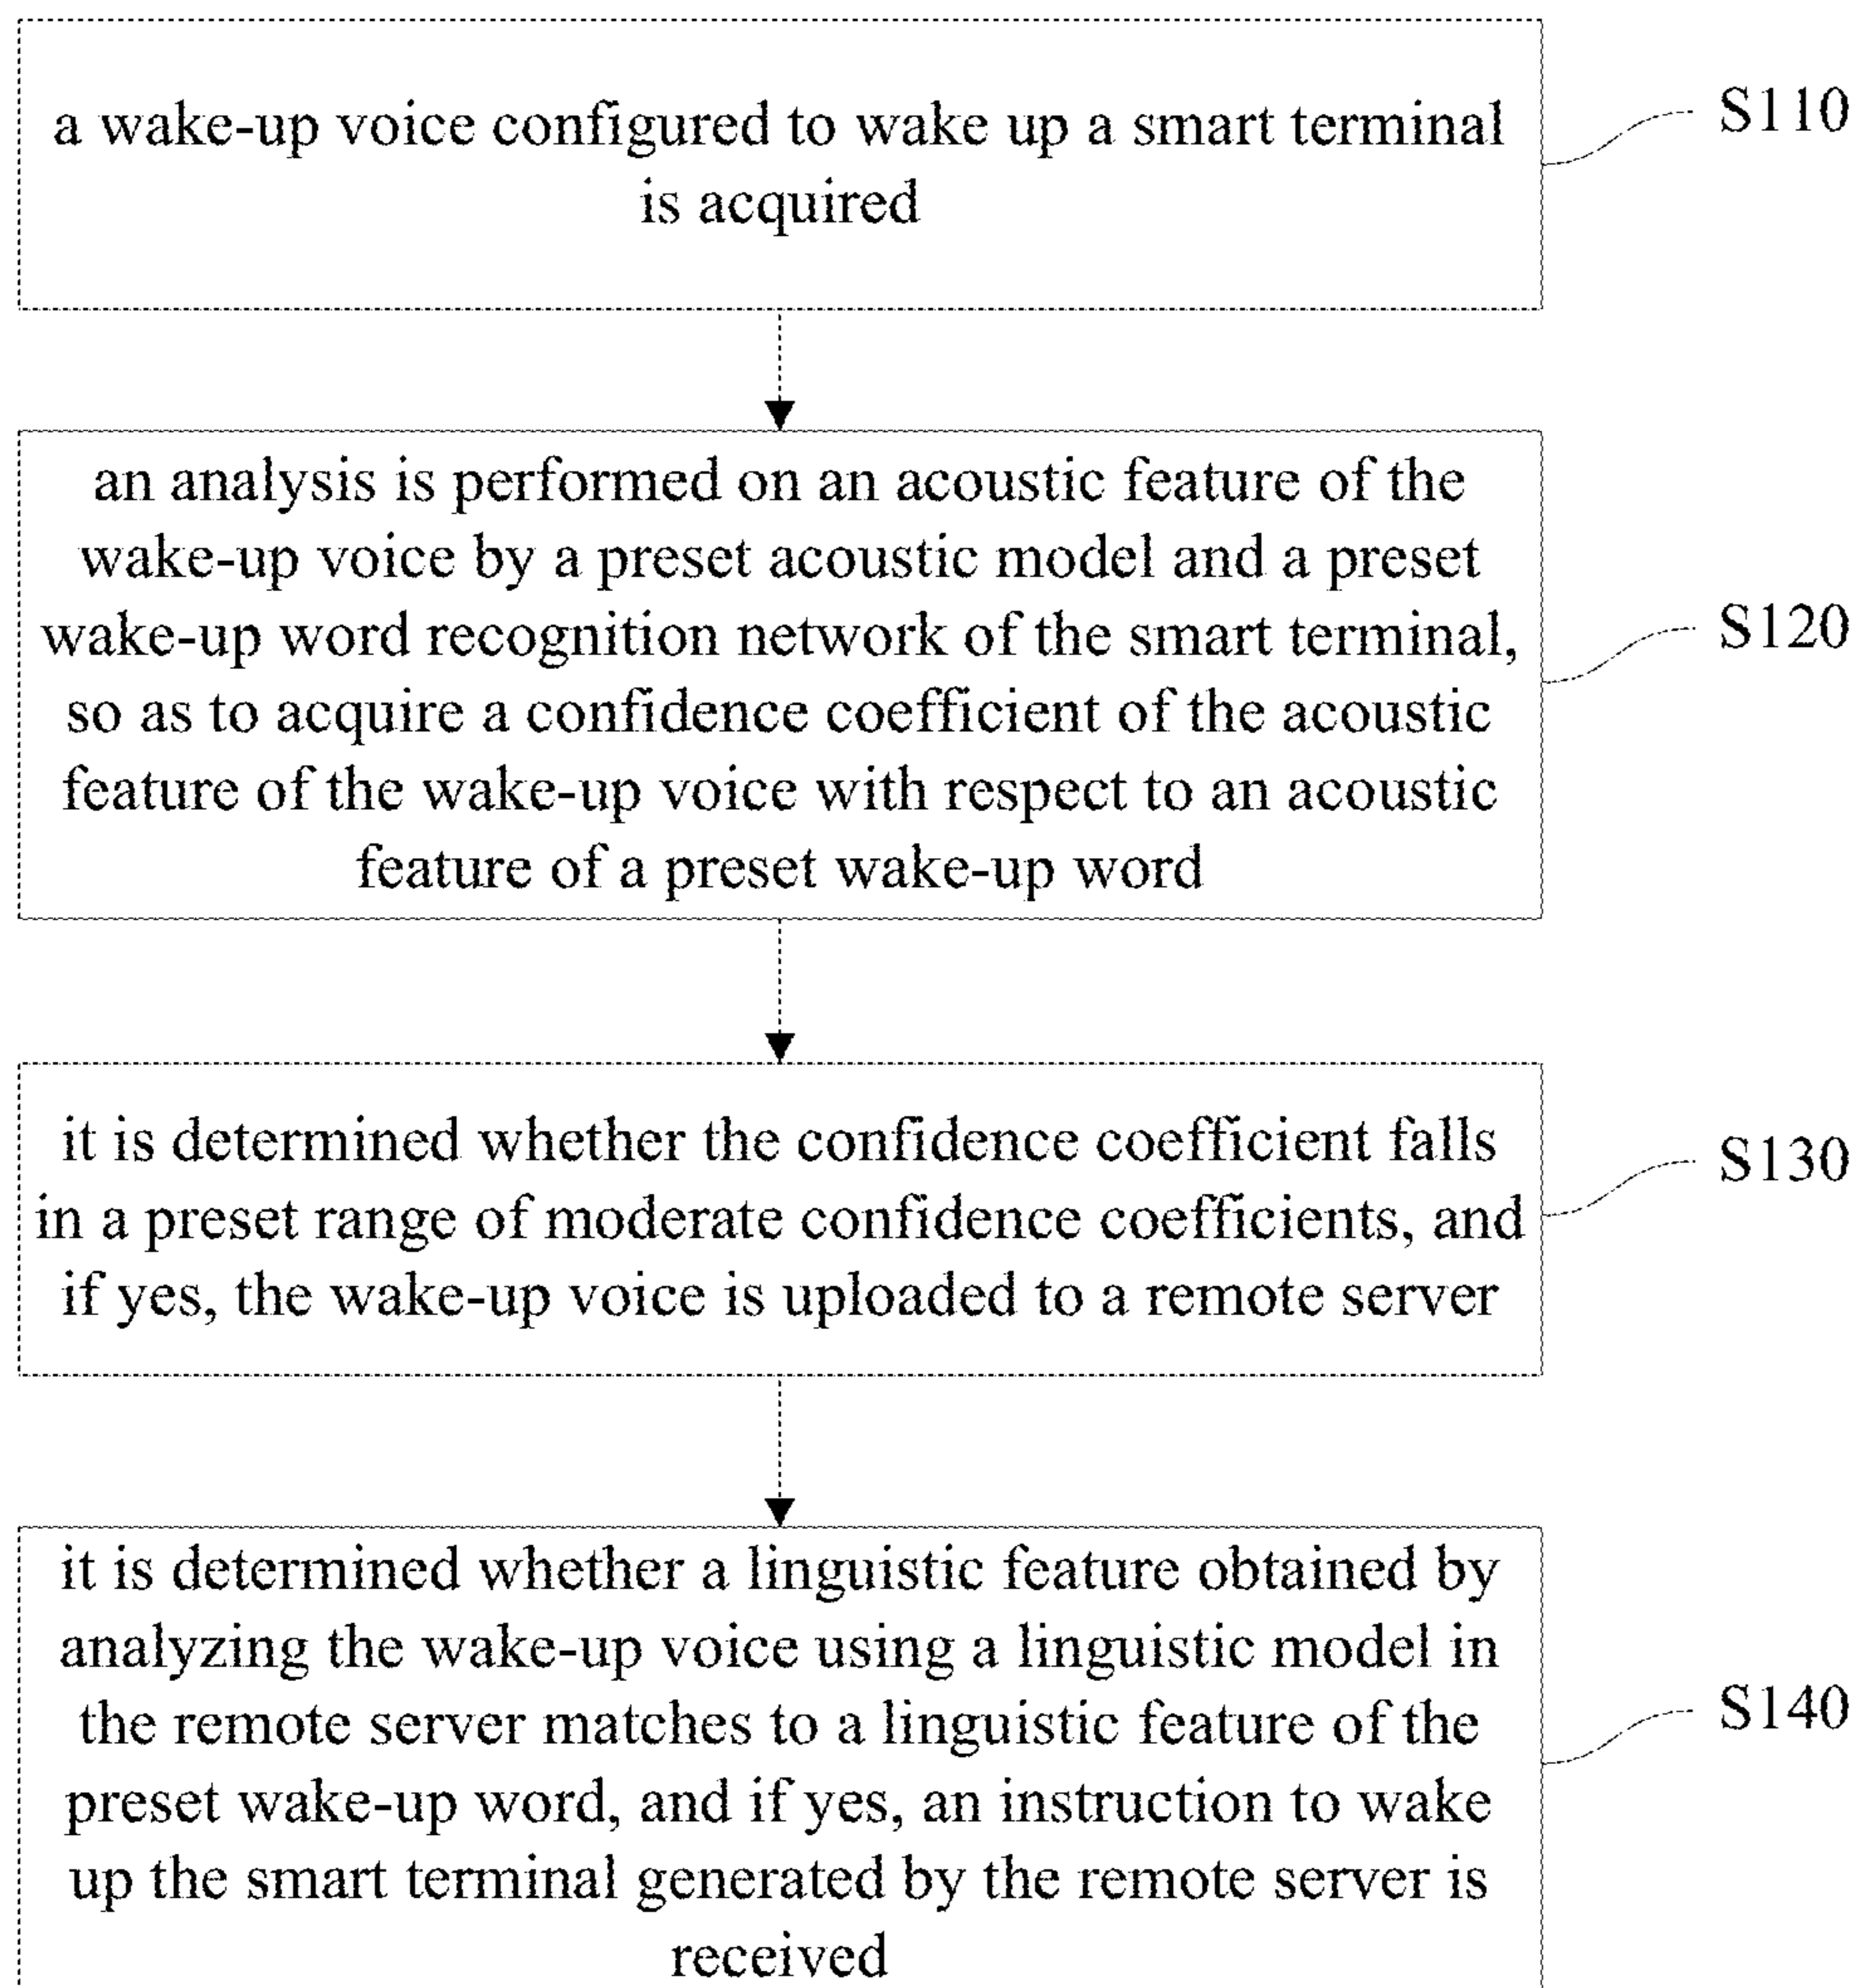 a wake-up voice configured to wake up a smart terminal
is acquired
S110
an analysis is performed on an acoustic feature of the
wake-up voice by a preset acoustic model and a preset
wake-up word recognition network of the smart terminal,
so as to acquire a confidence coefficient of the acoustic
feature of the wake-up voice with respect to an acoustic
feature of a preset wake-up word
S120
it is determined whether the confidence coefficient falls
in a preset range of moderate confidence coefficients, and
if yes, the wake-up voice is uploaded to a remote server
S130
it is determined whether a linguistic feature obtained by
analyzing the wake-up voice using a linguistic model in
the remote server matches to a linguistic feature of the
preset wake-up word, and if yes, an instruction to wake
up the smart terminal generated by the remote server is
received
S140